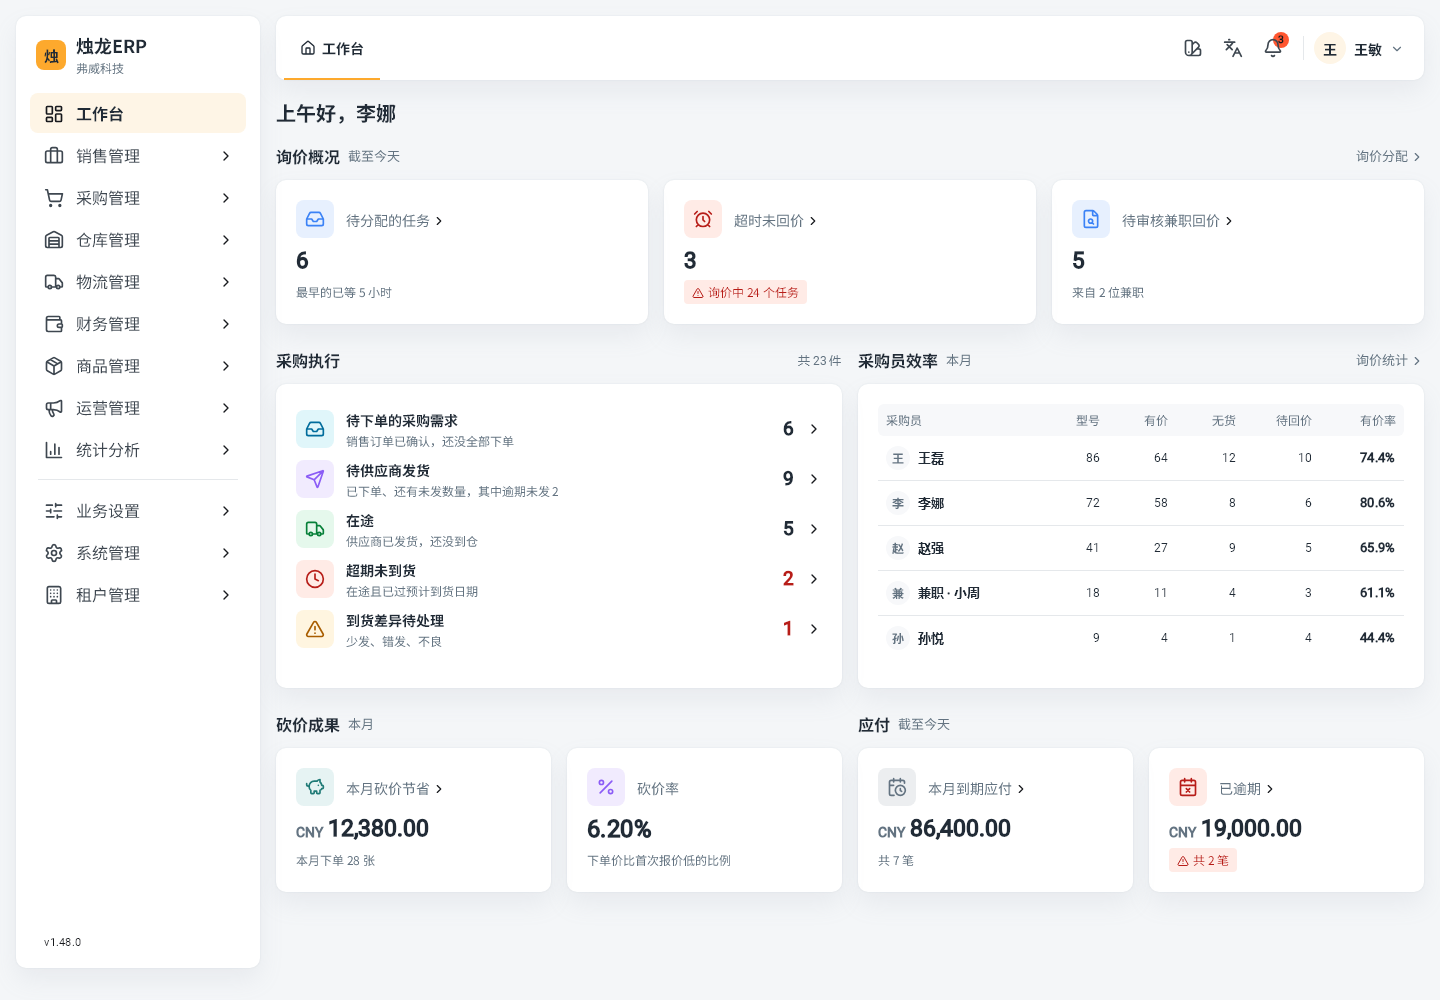 烛
烛龙ERP
弗威科技
工作台
销售管理
采购管理
仓库管理
物流管理
财务管理
商品管理
运营管理
统计分析
业务设置
系统管理
租户管理
v1.48.0
工作台
3
王 王敏
上午好，李娜
询价概况 截至今天
询价分配
待分配的任务
6
最早的已等 5 小时
超时未回价
3
询价中 24 个任务
待审核兼职回价
5
来自 2 位兼职
采购执行
共 23 件
待下单的采购需求
销售订单已确认，还没全部下单
6
待供应商发货
已下单、还有未发数量，其中逾期未发 2
9
在途
供应商已发货，还没到仓
5
超期未到货
在途且已过预计到货日期
2
到货差异待处理
少发、错发、不良
1
采购员效率 本月
询价统计
采购员 型号 有价 无货 待回价 有价率
王 王磊 86 64 12 10 74.4%
李 李娜 72 58 8 6 80.6%
赵 赵强 41 27 9 5 65.9%
兼 兼职 · 小周 18 11 4 3 61.1%
孙 孙悦 9 4 1 4 44.4%
砍价成果 本月
本月砍价节省
CNY 12,380.00
本月下单 28 张
砍价率
6.20%
下单价比首次报价低的比例
应付 截至今天
本月到期应付
CNY 86,400.00
共 7 笔
已逾期
CNY 19,000.00
共 2 笔